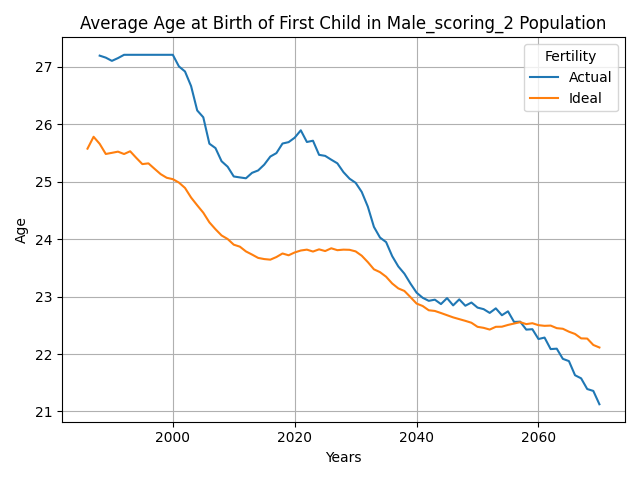 Average Age at Birth of First Child in Male_scoring_2 Population
Fertility
Actual
Ideal
27
26
25
24
23
22
21
Age
2000
2020
2040
2060
Years